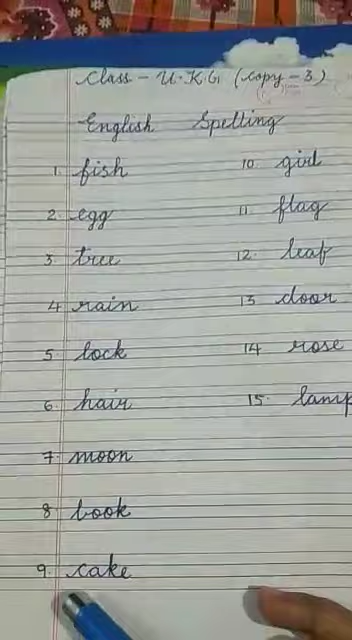 Class - U.K.G (Copy - 3)
English Spelling
1. fish
2. egg
3. tree
4. rain
5. lock
6. hair
7. moon
8. book
9. cake
10. girl
11. flag
12. leaf
13 door
14 rose
15. lamp